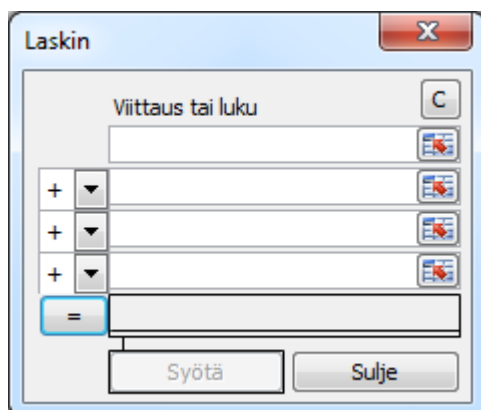 Laskin
Viittaus tai luku C
+
+
+
=
Syötä Sulje